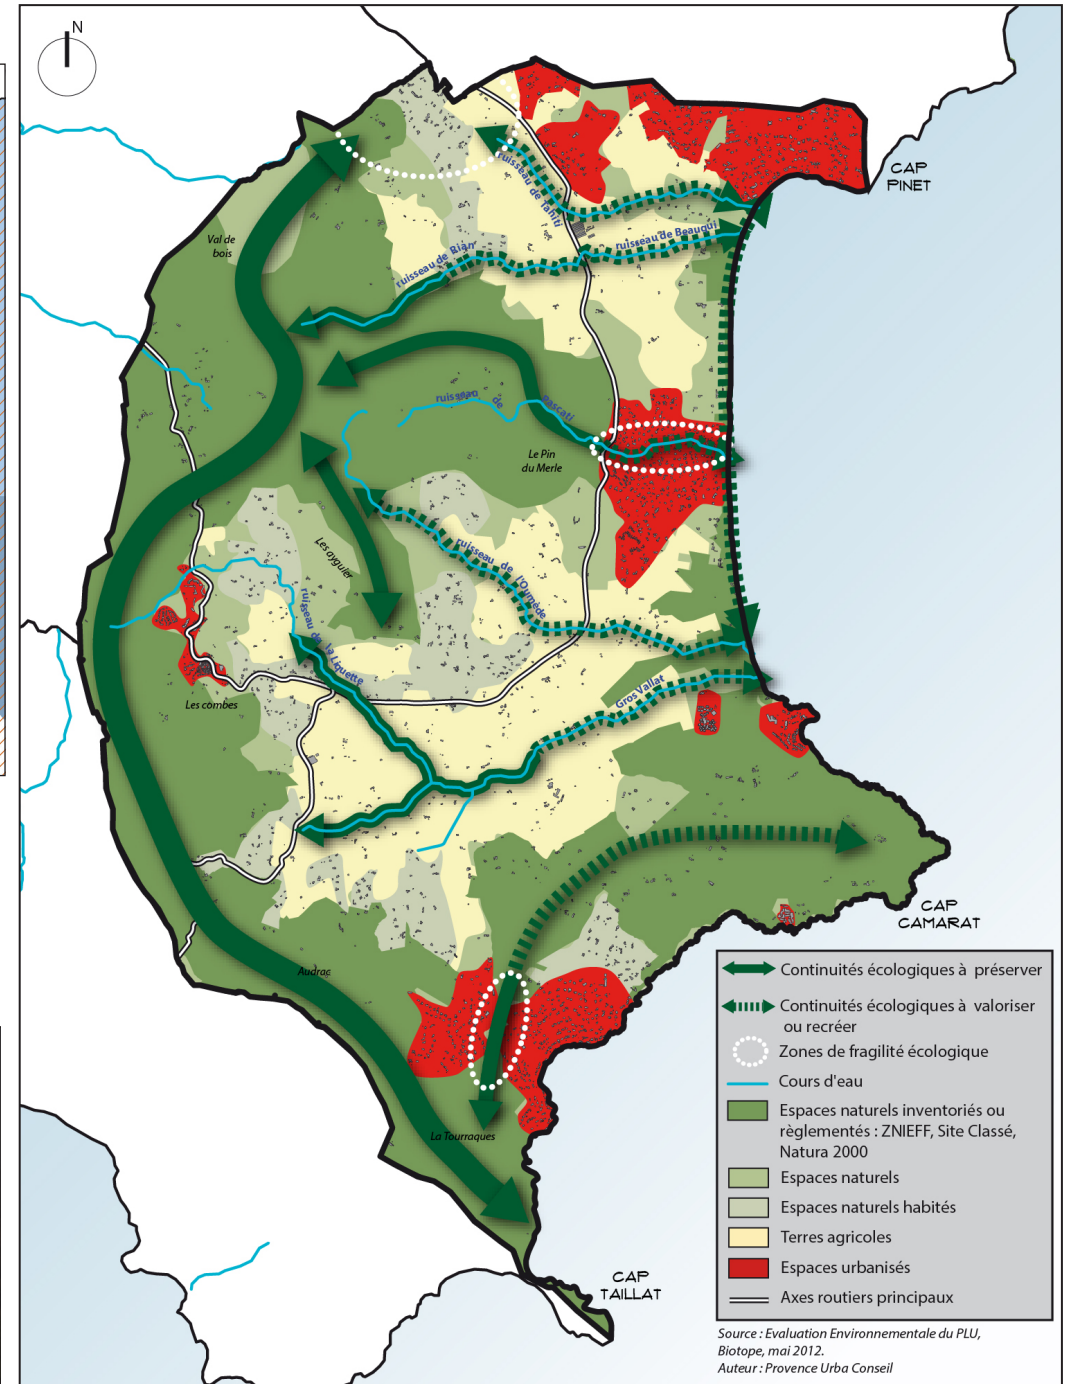 N
CAP
PINET
Val de
bois
ruisseau de Tahiti
ruisseau de Beauqui
ruisseau de Bian
ruisseau de Pascati
Le Pin
du Merle
Les ayguier
ruisseau de l'Oumède
ruisseau de la Liquette
Les combes
Gros Vallat
CAP
CAMARAT
Audrac
La Tourraques
CAP
TAILLAT
Continuités écologiques à préserver
Continuités écologiques à valoriser
ou recréer
Zones de fragilité écologique
Cours d'eau
Espaces naturels inventoriés ou
règlementés : ZNIEFF, Site Classé,
Natura 2000
Espaces naturels
Espaces naturels habités
Terres agricoles
Espaces urbanisés
Axes routiers principaux
Source : Evaluation Environnementale du PLU,
Biotope, mai 2012.
Auteur : Provence Urba Conseil